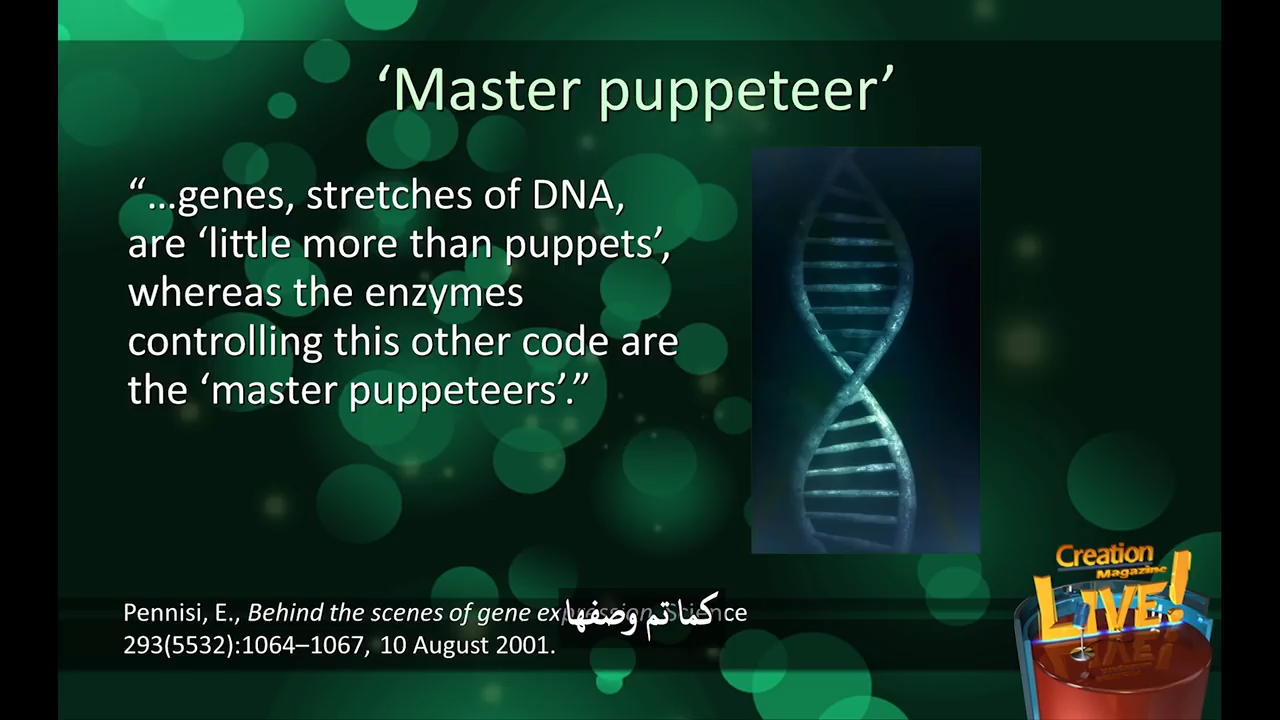 ‘Master puppeteer’
“…genes, stretches of DNA,
are ‘little more than puppets’,
whereas the enzymes
controlling this other code are
the ‘master puppeteers’.”
Pennisi, E., Behind the scenes of gene expression, Science
293(5532):1064–1067, 10 August 2001.
كما تم وصفها
Creation
Magazine
LIVE!